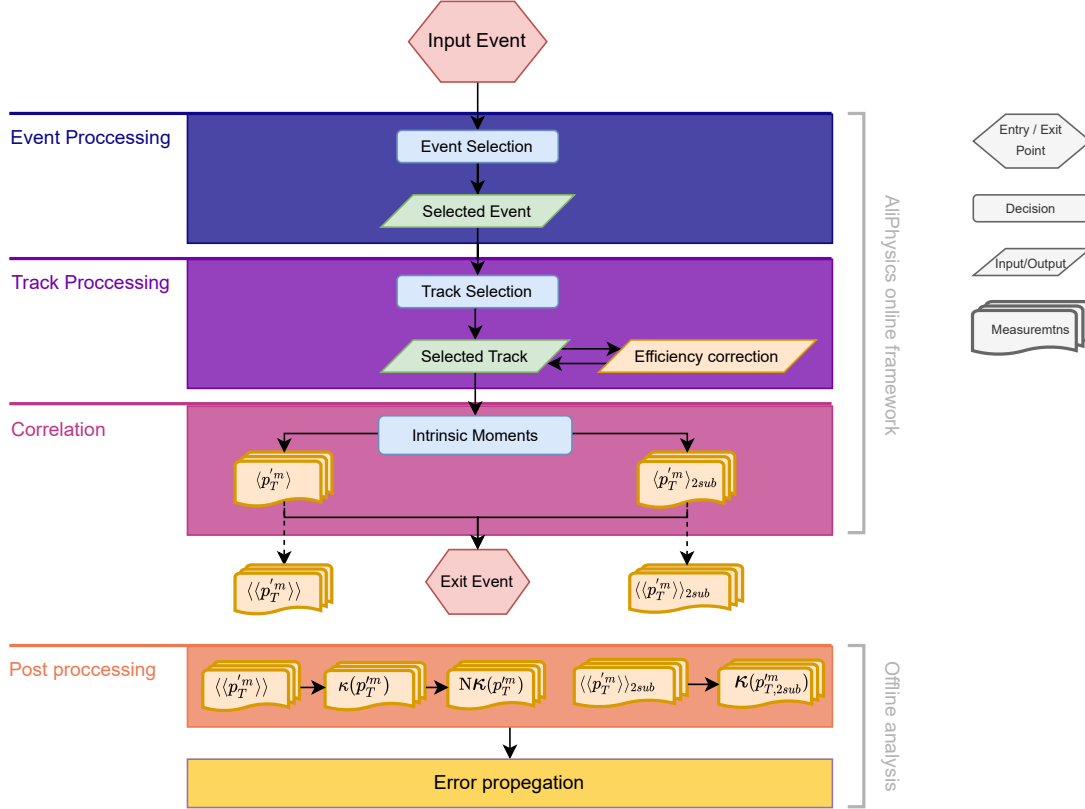 Input Event
Event Proccessing
Event Selection
Selected Event
Track Proccessing
Track Selection
Selected Track
Efficiency correction
Correlation
Intrinsic Moments
⟨p_T^{'m}⟩
⟨p_T^{'m}⟩_{2sub}
Exit Event
⟨⟨p_T^{'m}⟩⟩
⟨⟨p_T^{'m}⟩⟩_{2sub}
AliPhysics online framework
Post proccessing
⟨⟨p_T^{'m}⟩⟩
κ(p_T^{'m})
Nκ(p_T^{'m})
⟨⟨p_T^{'m}⟩⟩_{2sub}
κ(p_{T,2sub}^{'m})
Error propegation
Offline analysis
Entry / Exit
Point
Decision
Input/Output
Measuremtns